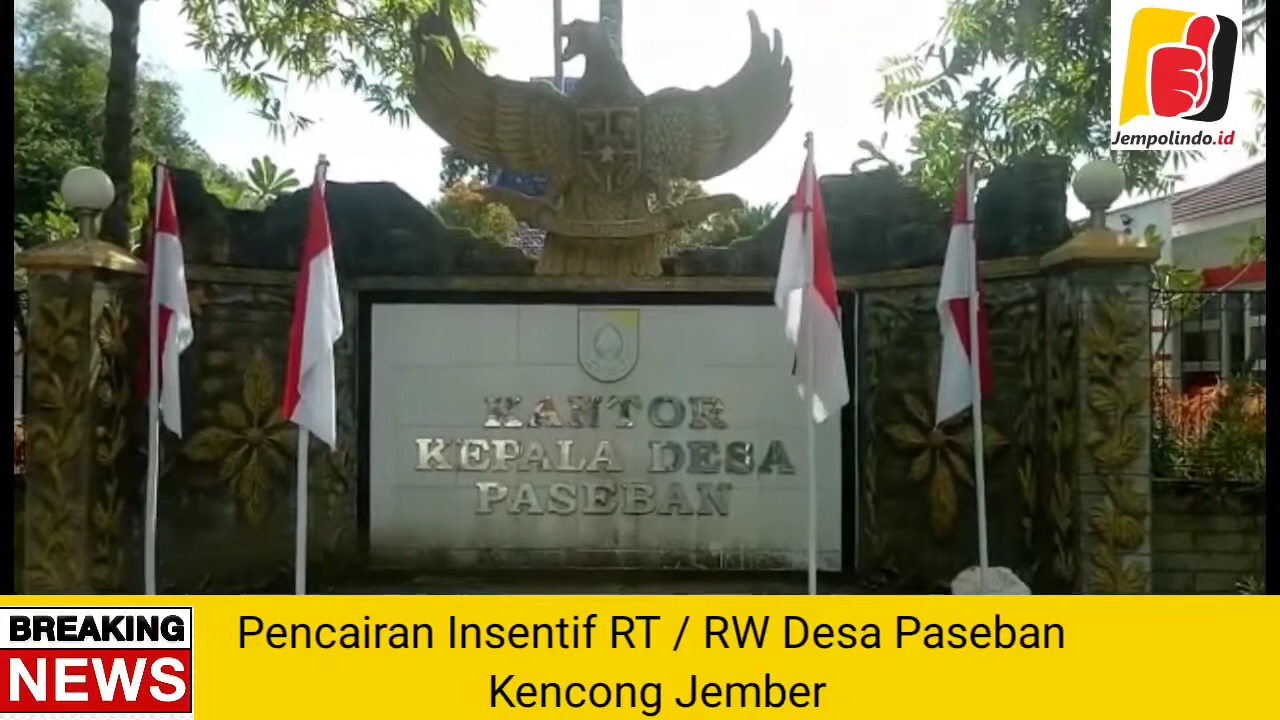 Jempolindo.id
KANTOR
KEPALA DESA
PASEBAN
BREAKING
NEWS
Pencairan Insentif RT / RW Desa Paseban
Kencong Jember